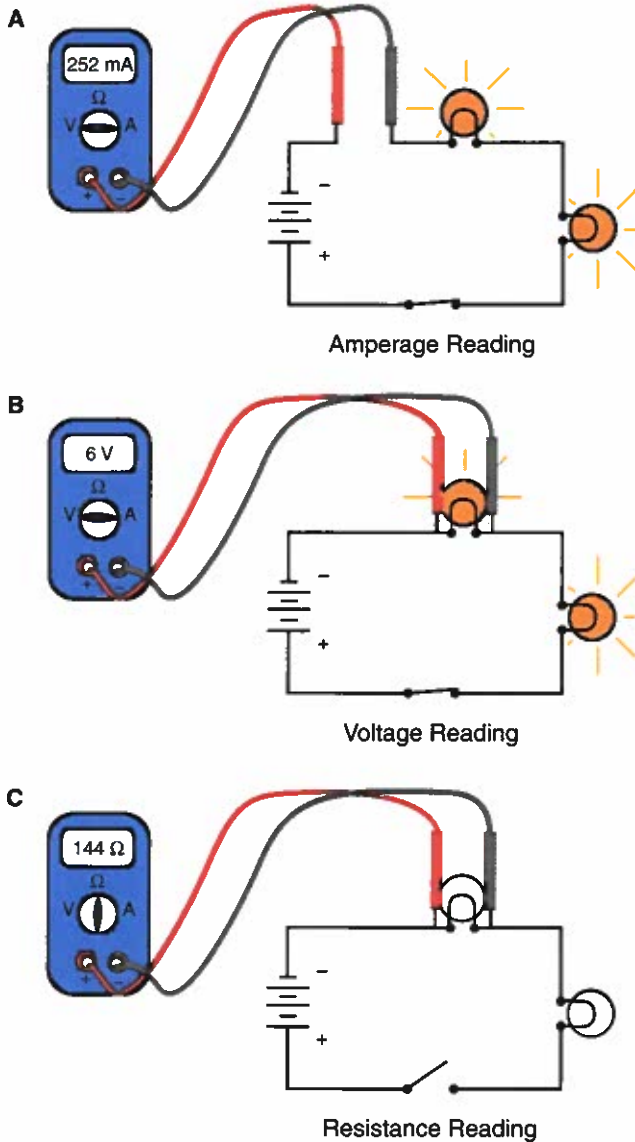 A
252 mA
Ω
V A
+ −
-
+
Amperage Reading
B
6 V
Ω
V A
+ −
-
+
Voltage Reading
C
144 Ω
Ω
V A
+ −
-
+
Resistance Reading